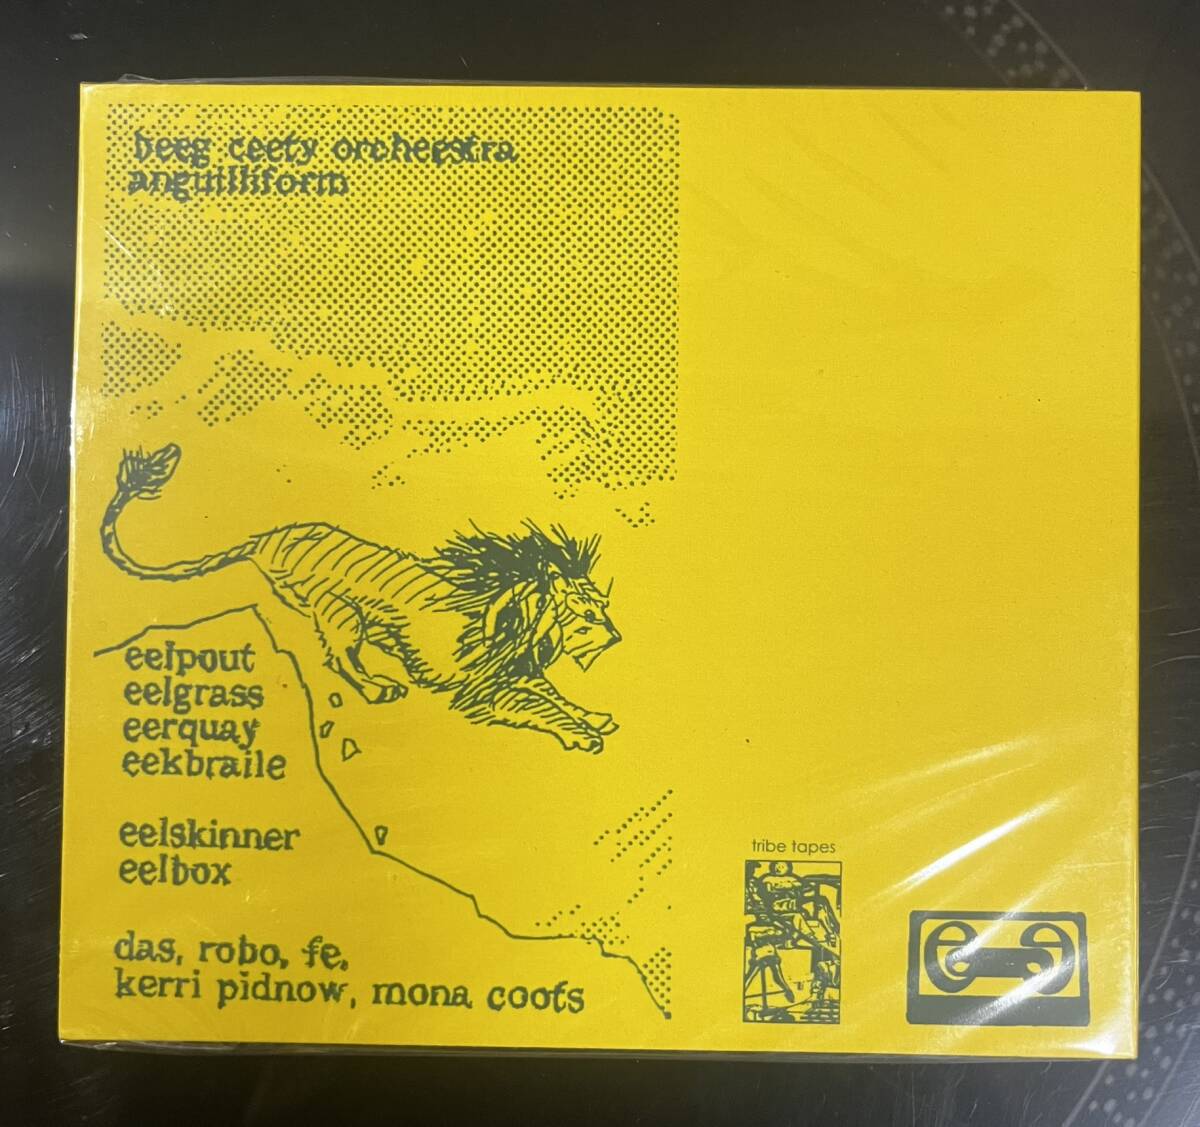 beeg ceety orcheestra
anguilliform
eelpout
eelgrass
eerquay
eekbraile
eelskinner
eelbox
das, robo, fe,
kerri pidnow, mona coots
tribe tapes